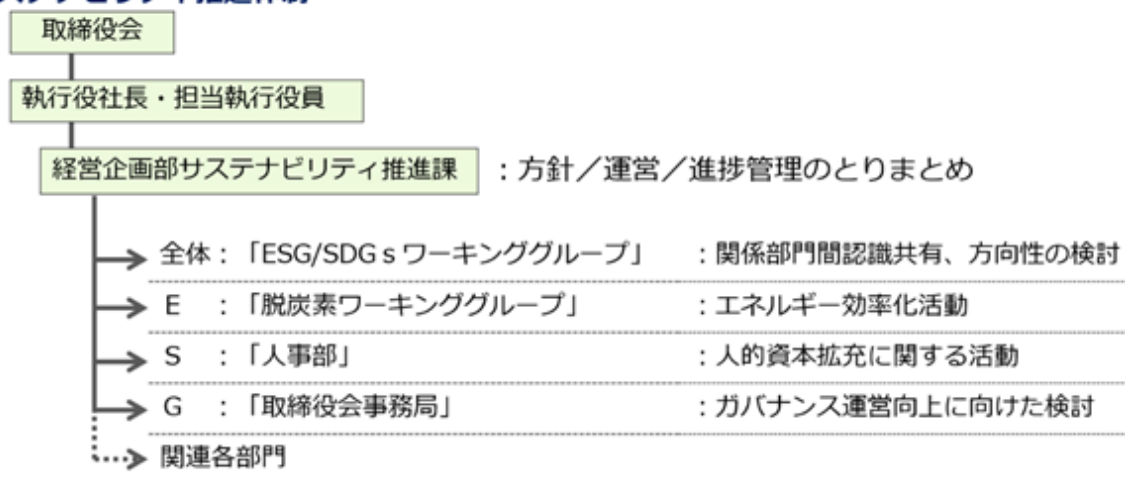 取締役会
執行役社長・担当執行役員
経営企画部サステナビリティ推進課 ：方針／運営／進捗管理のとりまとめ
全体：「ESG/SDGｓワーキンググループ」 ：関係部門間認識共有、方向性の検討
E ：「脱炭素ワーキンググループ」 ：エネルギー効率化活動
S ：「人事部」 ：人的資本拡充に関する活動
G ：「取締役会事務局」 ：ガバナンス運営向上に向けた検討
関連各部門